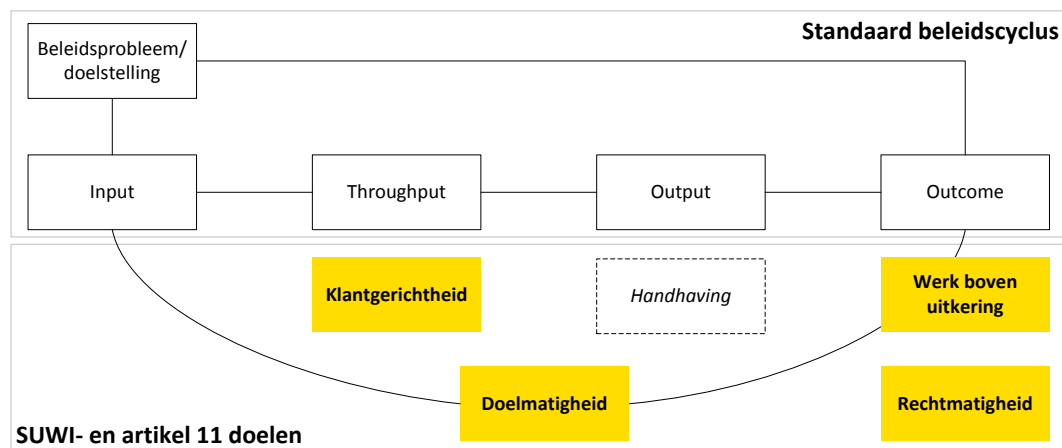 Standaard beleidscyclus
Beleidsprobleem/
doelstelling
Input
Throughput
Output
Outcome
Klantgerichtheid
Handhaving
Werk boven
uitkering
Doelmatigheid
Rechtmatigheid
SUWI- en artikel 11 doelen